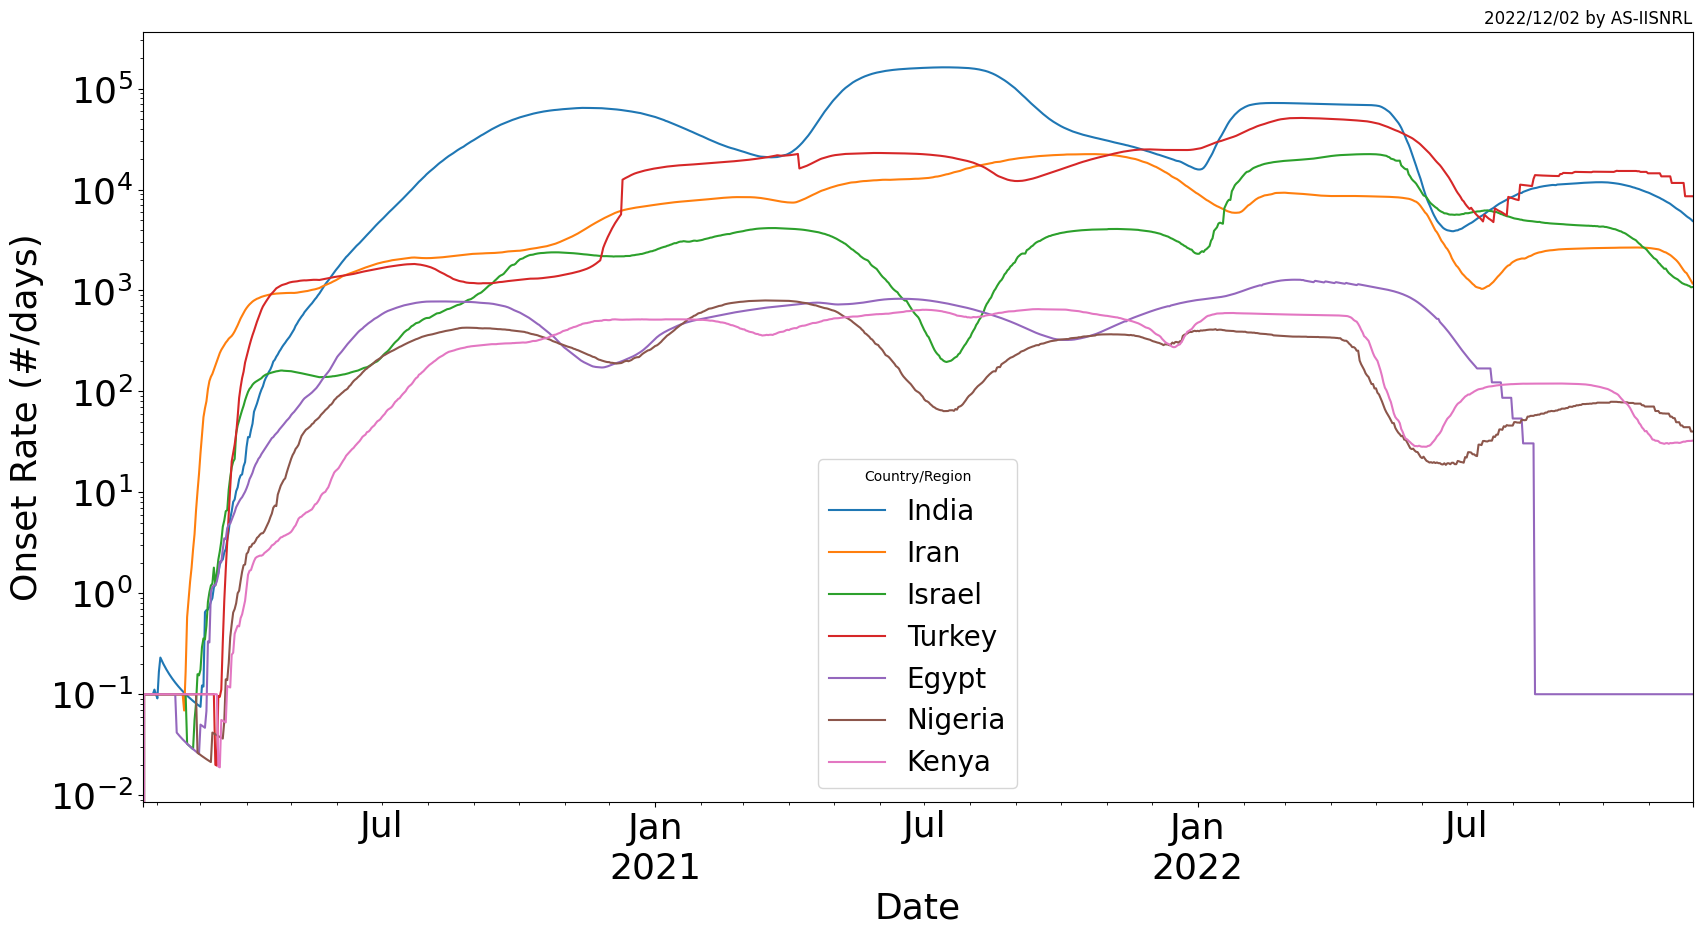 2022/12/02 by AS-IISNRL
Onset Rate (#/days)
10^5
10^4
10^3
10^2
10^1
10^0
10^−1
10^−2
Country/Region
India
Iran
Israel
Turkey
Egypt
Nigeria
Kenya
Jul
Jan
2021
Jul
Jan
2022
Jul
Date